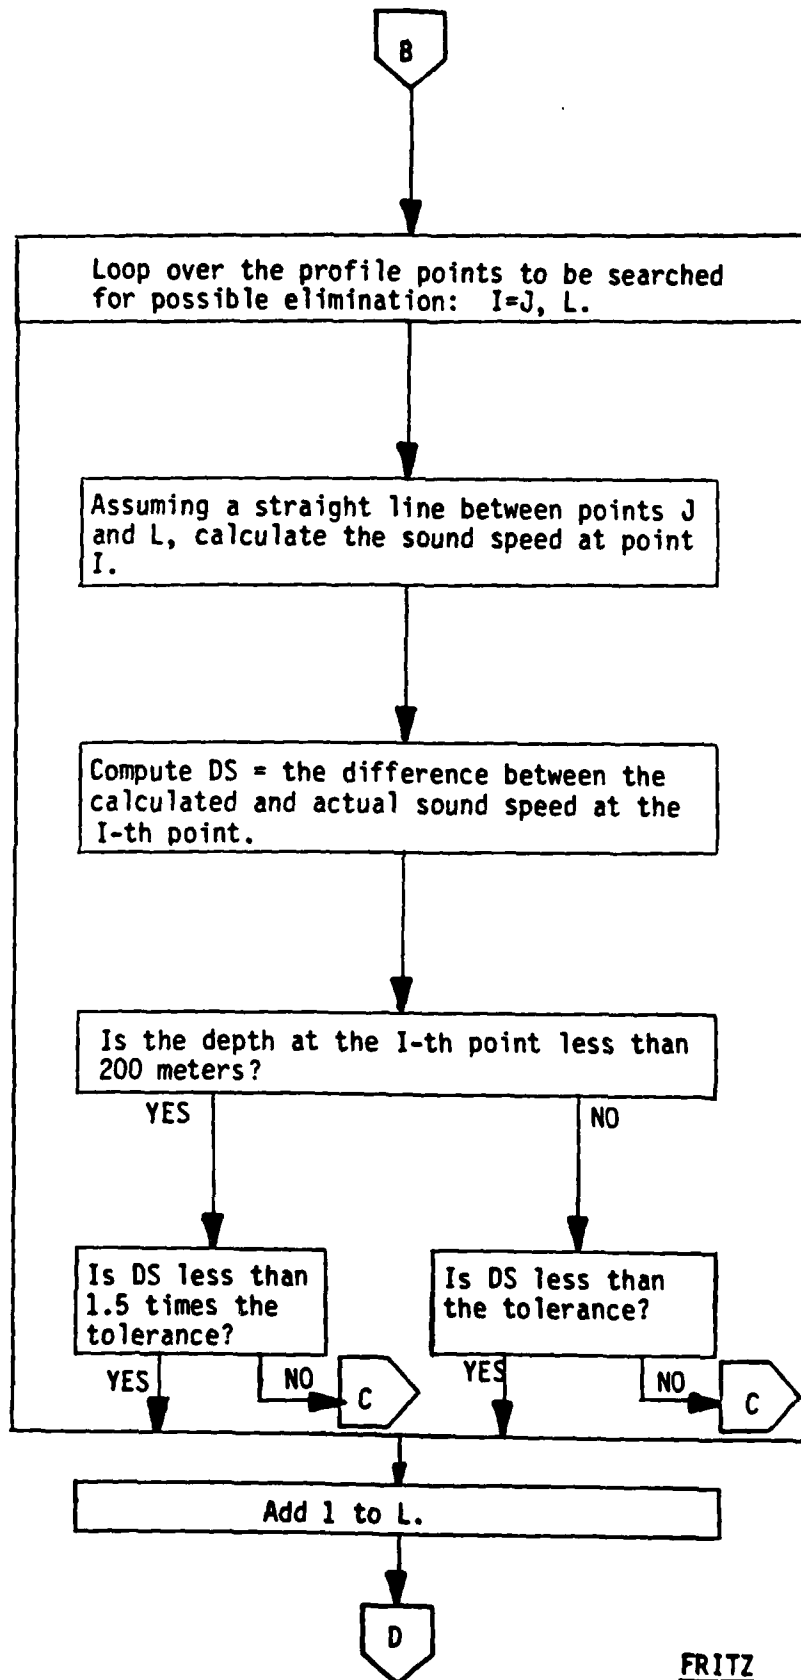 B
Loop over the profile points to be searched
for possible elimination: I=J, L.
Assuming a straight line between points J
and L, calculate the sound speed at point
I.
Compute DS = the difference between the
calculated and actual sound speed at the
I-th point.
Is the depth at the I-th point less than
200 meters?
YES
NO
Is DS less than
1.5 times the
tolerance?
Is DS less than
the tolerance?
YES
NO
C
YES
NO
C
Add 1 to L.
D
FRITZ